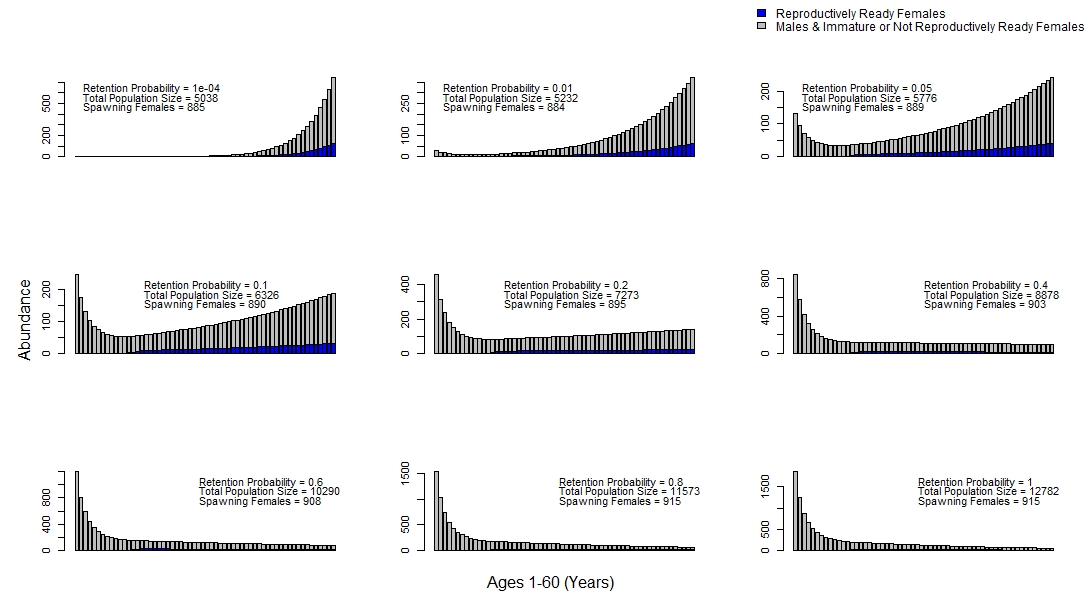 Reproductively Ready Females
Males & Immature or Not Reproductively Ready Females
Retention Probability = 1e-04
Total Population Size = 5038
Spawning Females = 885
0 200 500
Retention Probability = 0.01
Total Population Size = 5232
Spawning Females = 884
0 100 250
Retention Probability = 0.05
Total Population Size = 5776
Spawning Females = 889
0 100 200
Abundance
Retention Probability = 0.1
Total Population Size = 6326
Spawning Females = 890
0 100 200
Retention Probability = 0.2
Total Population Size = 7273
Spawning Females = 895
0 200 400
Retention Probability = 0.4
Total Population Size = 8878
Spawning Females = 903
0 400 800
Retention Probability = 0.6
Total Population Size = 10290
Spawning Females = 908
0 400 800
Retention Probability = 0.8
Total Population Size = 11573
Spawning Females = 915
0 500 1500
Retention Probability = 1
Total Population Size = 12782
Spawning Females = 915
0 500 1500
Ages 1-60 (Years)